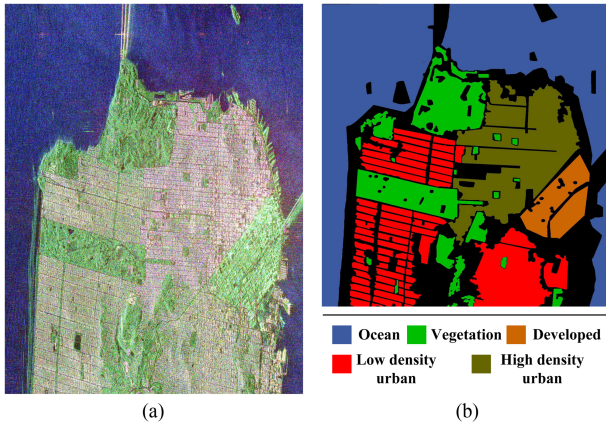 Ocean Vegetation Developed
Low density High density
urban urban
(a) (b)